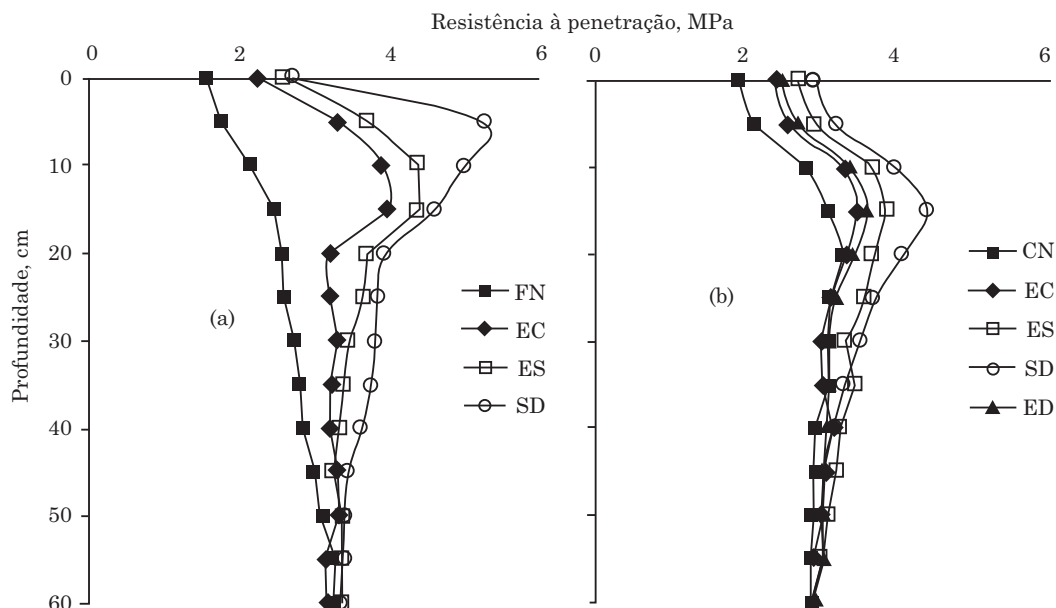 Resistência à penetração, MPa
0 2 4 6
0 2 4 6
Profundidade, cm
0
10
20
30
40
50
60
(a)
FN
EC
ES
SD
(b)
CN
EC
ES
SD
ED